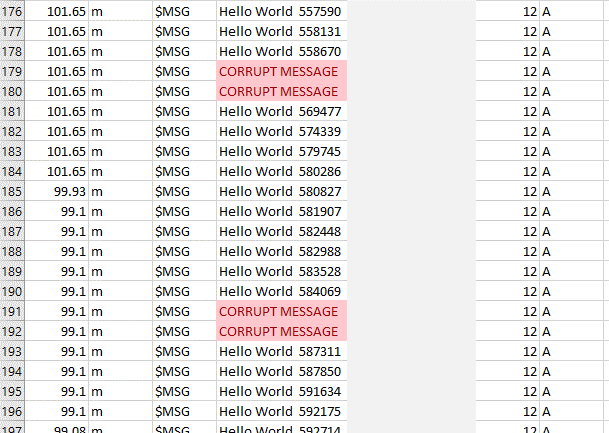 176 101.65 m $MSG Hello World 557590 12 A
177 101.65 m $MSG Hello World 558131 12 A
178 101.65 m $MSG Hello World 558670 12 A
179 101.65 m $MSG CORRUPT MESSAGE 12 A
180 101.65 m $MSG CORRUPT MESSAGE 12 A
181 101.65 m $MSG Hello World 569477 12 A
182 101.65 m $MSG Hello World 574339 12 A
183 101.65 m $MSG Hello World 579745 12 A
184 101.65 m $MSG Hello World 580286 12 A
185 99.93 m $MSG Hello World 580827 12 A
186 99.1 m $MSG Hello World 581907 12 A
187 99.1 m $MSG Hello World 582448 12 A
188 99.1 m $MSG Hello World 582988 12 A
189 99.1 m $MSG Hello World 583528 12 A
190 99.1 m $MSG Hello World 584069 12 A
191 99.1 m $MSG CORRUPT MESSAGE 12 A
192 99.1 m $MSG CORRUPT MESSAGE 12 A
193 99.1 m $MSG Hello World 587311 12 A
194 99.1 m $MSG Hello World 587850 12 A
195 99.1 m $MSG Hello World 591634 12 A
196 99.1 m $MSG Hello World 592175 12 A
197 99.08 m $MSG Hello World 592714 12 A